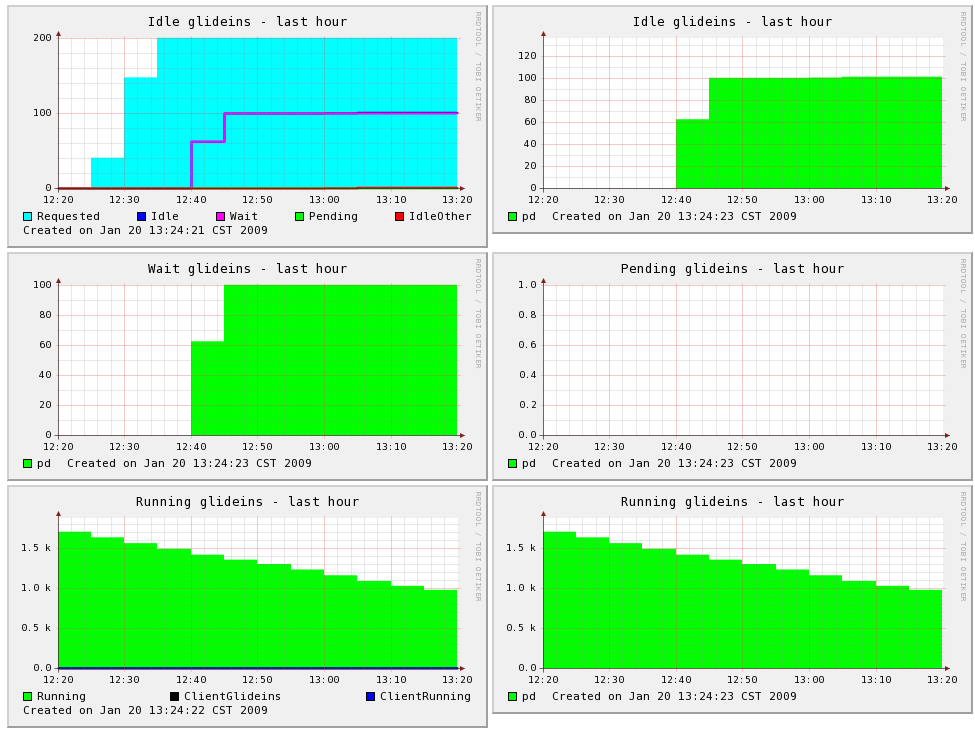 Idle glideins - last hour
RRDTOOL / TOBI OETIKER
200
100
0
12:20 12:30 12:40 12:50 13:00 13:10 13:20
Requested Idle Wait Pending IdleOther
Created on Jan 20 13:24:21 CST 2009
Idle glideins - last hour
RRDTOOL / TOBI OETIKER
120
100
80
60
40
20
0
12:20 12:30 12:40 12:50 13:00 13:10 13:20
pd Created on Jan 20 13:24:23 CST 2009
Wait glideins - last hour
RRDTOOL / TOBI OETIKER
100
80
60
40
20
0
12:20 12:30 12:40 12:50 13:00 13:10 13:20
pd Created on Jan 20 13:24:23 CST 2009
Pending glideins - last hour
RRDTOOL / TOBI OETIKER
1.0
0.8
0.6
0.4
0.2
0.0
12:20 12:30 12:40 12:50 13:00 13:10 13:20
pd Created on Jan 20 13:24:23 CST 2009
Running glideins - last hour
RRDTOOL / TOBI OETIKER
1.5 k
1.0 k
0.5 k
0.0
12:20 12:30 12:40 12:50 13:00 13:10 13:20
Running ClientGlideins ClientRunning
Created on Jan 20 13:24:22 CST 2009
Running glideins - last hour
RRDTOOL / TOBI OETIKER
1.5 k
1.0 k
0.5 k
0.0
12:20 12:30 12:40 12:50 13:00 13:10 13:20
pd Created on Jan 20 13:24:23 CST 2009